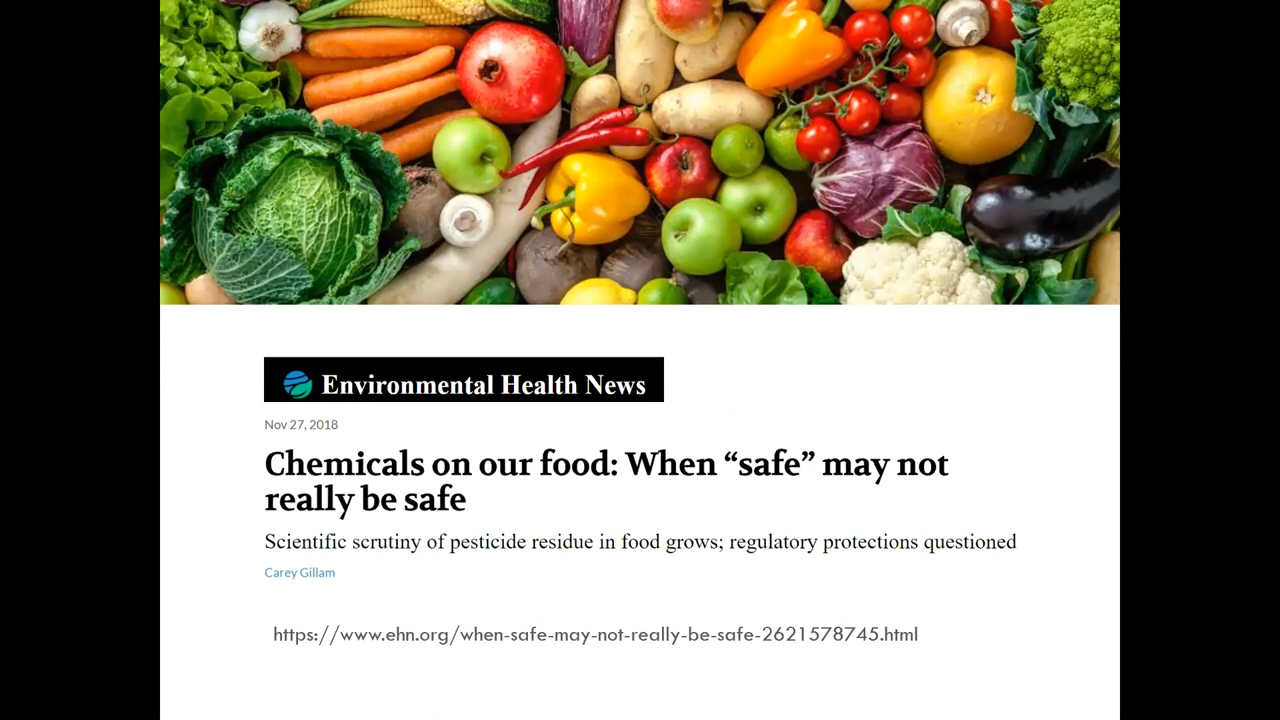 Environmental Health News
Nov 27, 2018
Chemicals on our food: When “safe” may not
really be safe
Scientific scrutiny of pesticide residue in food grows; regulatory protections questioned
Carey Gillam
https://www.ehn.org/when-safe-may-not-really-be-safe-2621578745.html